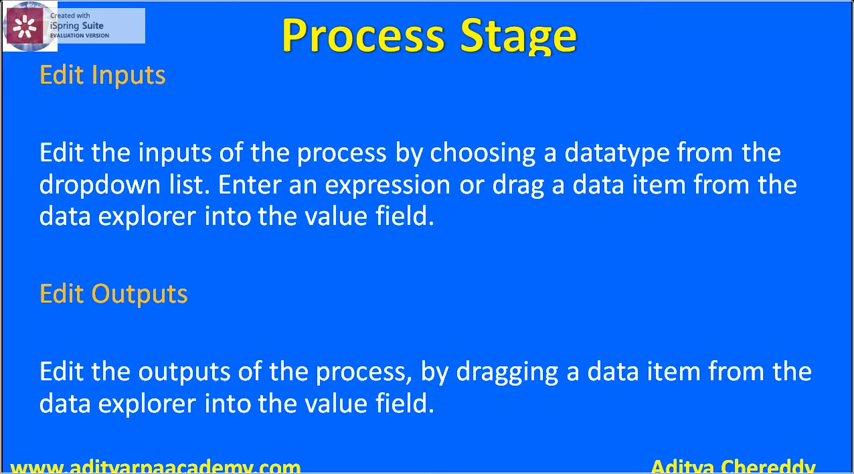 Created with
iSpring Suite
EVALUATION VERSION
Process Stage
Edit Inputs
Edit the inputs of the process by choosing a datatype from the
dropdown list. Enter an expression or drag a data item from the
data explorer into the value field.
Edit Outputs
Edit the outputs of the process, by dragging a data item from the
data explorer into the value field.
www.adityarpaacademy.com
Aditya Chereddy